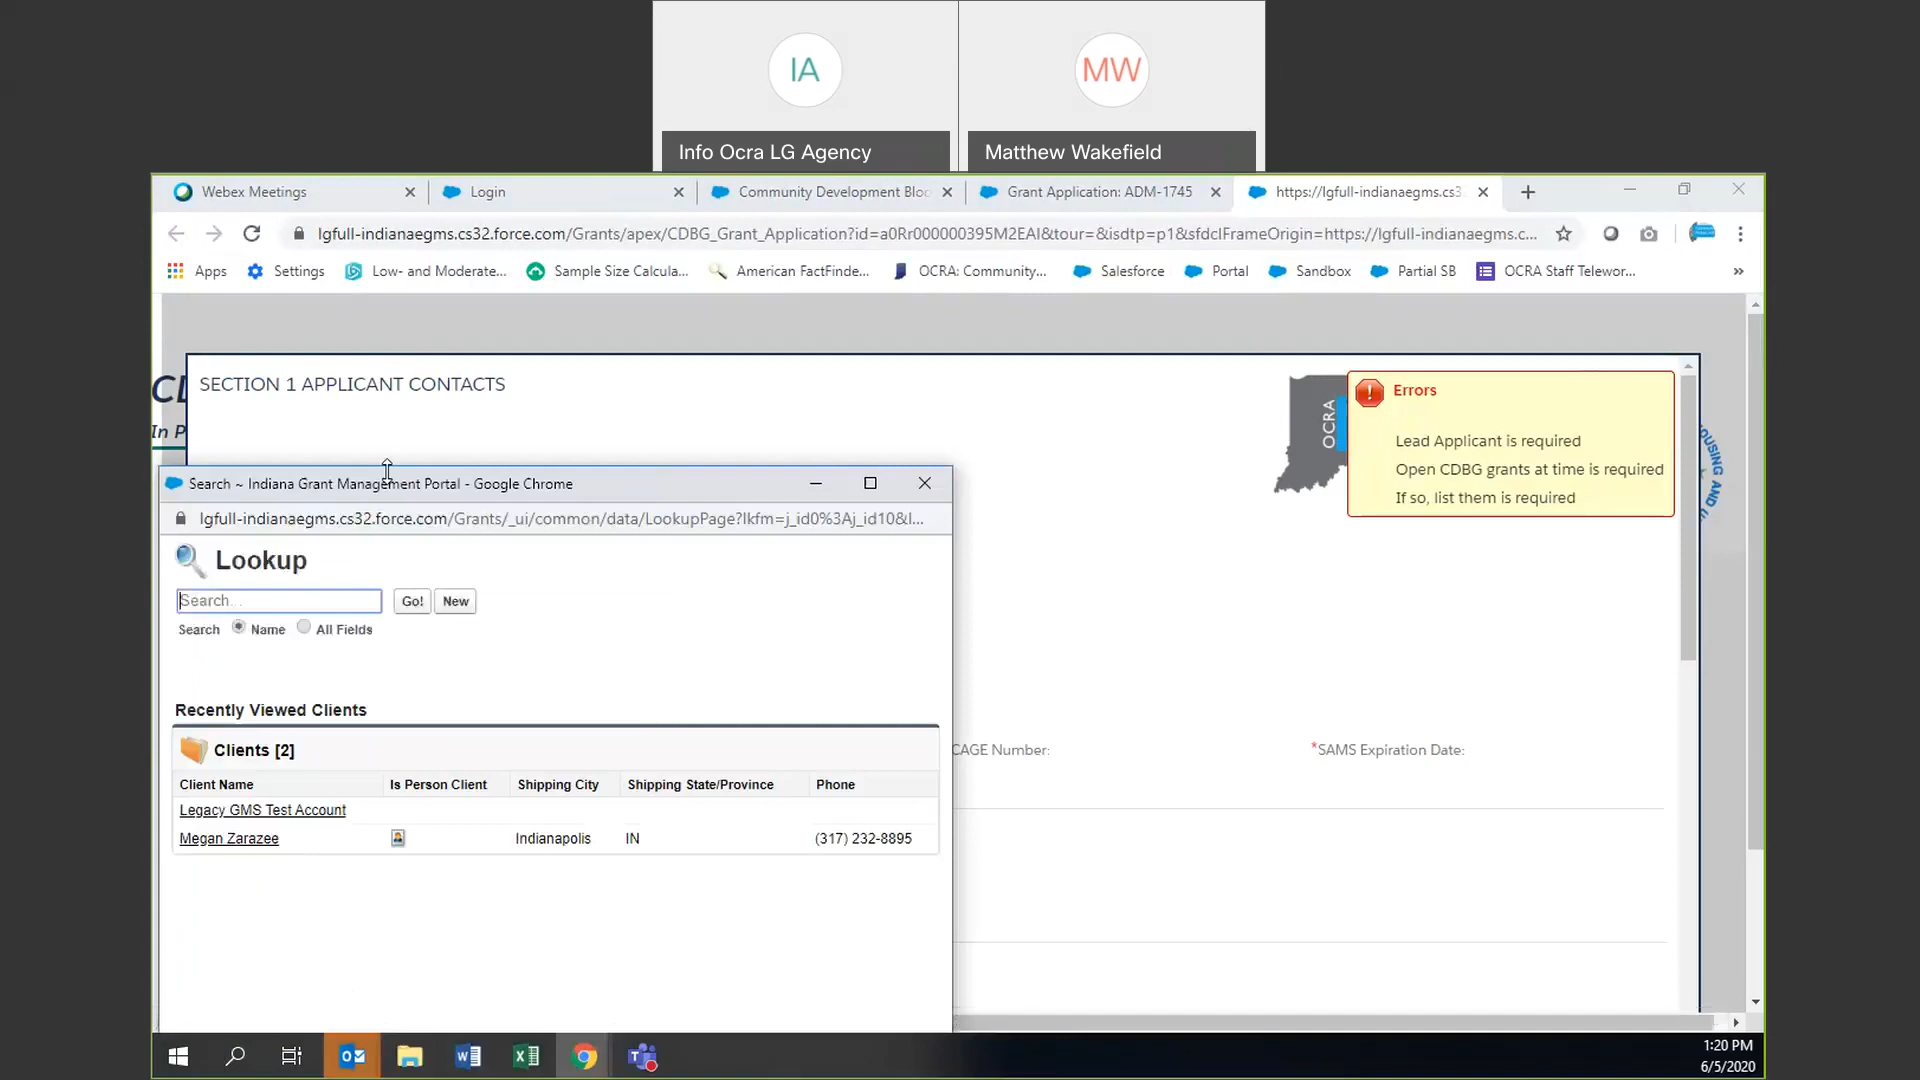 IA
MW
Info Ocra LG Agency
Matthew Wakefield
Webex Meetings
Login
Community Development Bloc
Grant Application: ADM-1745
https://lgfull-indianaegms.cs3
lgfull-indianaegms.cs32.force.com/Grants/apex/CDBG_Grant_Application?id=a0Rr000000395M2EAI&tour=&isdtp=p1&sfdcIFrameOrigin=https://lgfull-indianaegms.c...
Apps
Settings
Low- and Moderate...
Sample Size Calcula...
American FactFinde...
OCRA: Community...
Salesforce
Portal
Sandbox
Partial SB
OCRA Staff Telewor...
»
SECTION 1 APPLICANT CONTACTS
In P
OCRA
Errors
Lead Applicant is required
Open CDBG grants at time is required
If so, list them is required
OUSING AND U
Search ~ Indiana Grant Management Portal - Google Chrome
lgfull-indianaegms.cs32.force.com/Grants/_ui/common/data/LookupPage?lkfm=j_id0%3Aj_id10&l...
Lookup
Search...
Go!
New
Search Name All Fields
Recently Viewed Clients
Clients [2]
Client Name Is Person Client Shipping City Shipping State/Province Phone
Legacy GMS Test Account
Megan Zarazee Indianapolis IN (317) 232-8895
CAGE Number:
*SAMS Expiration Date:
1:20 PM
6/5/2020